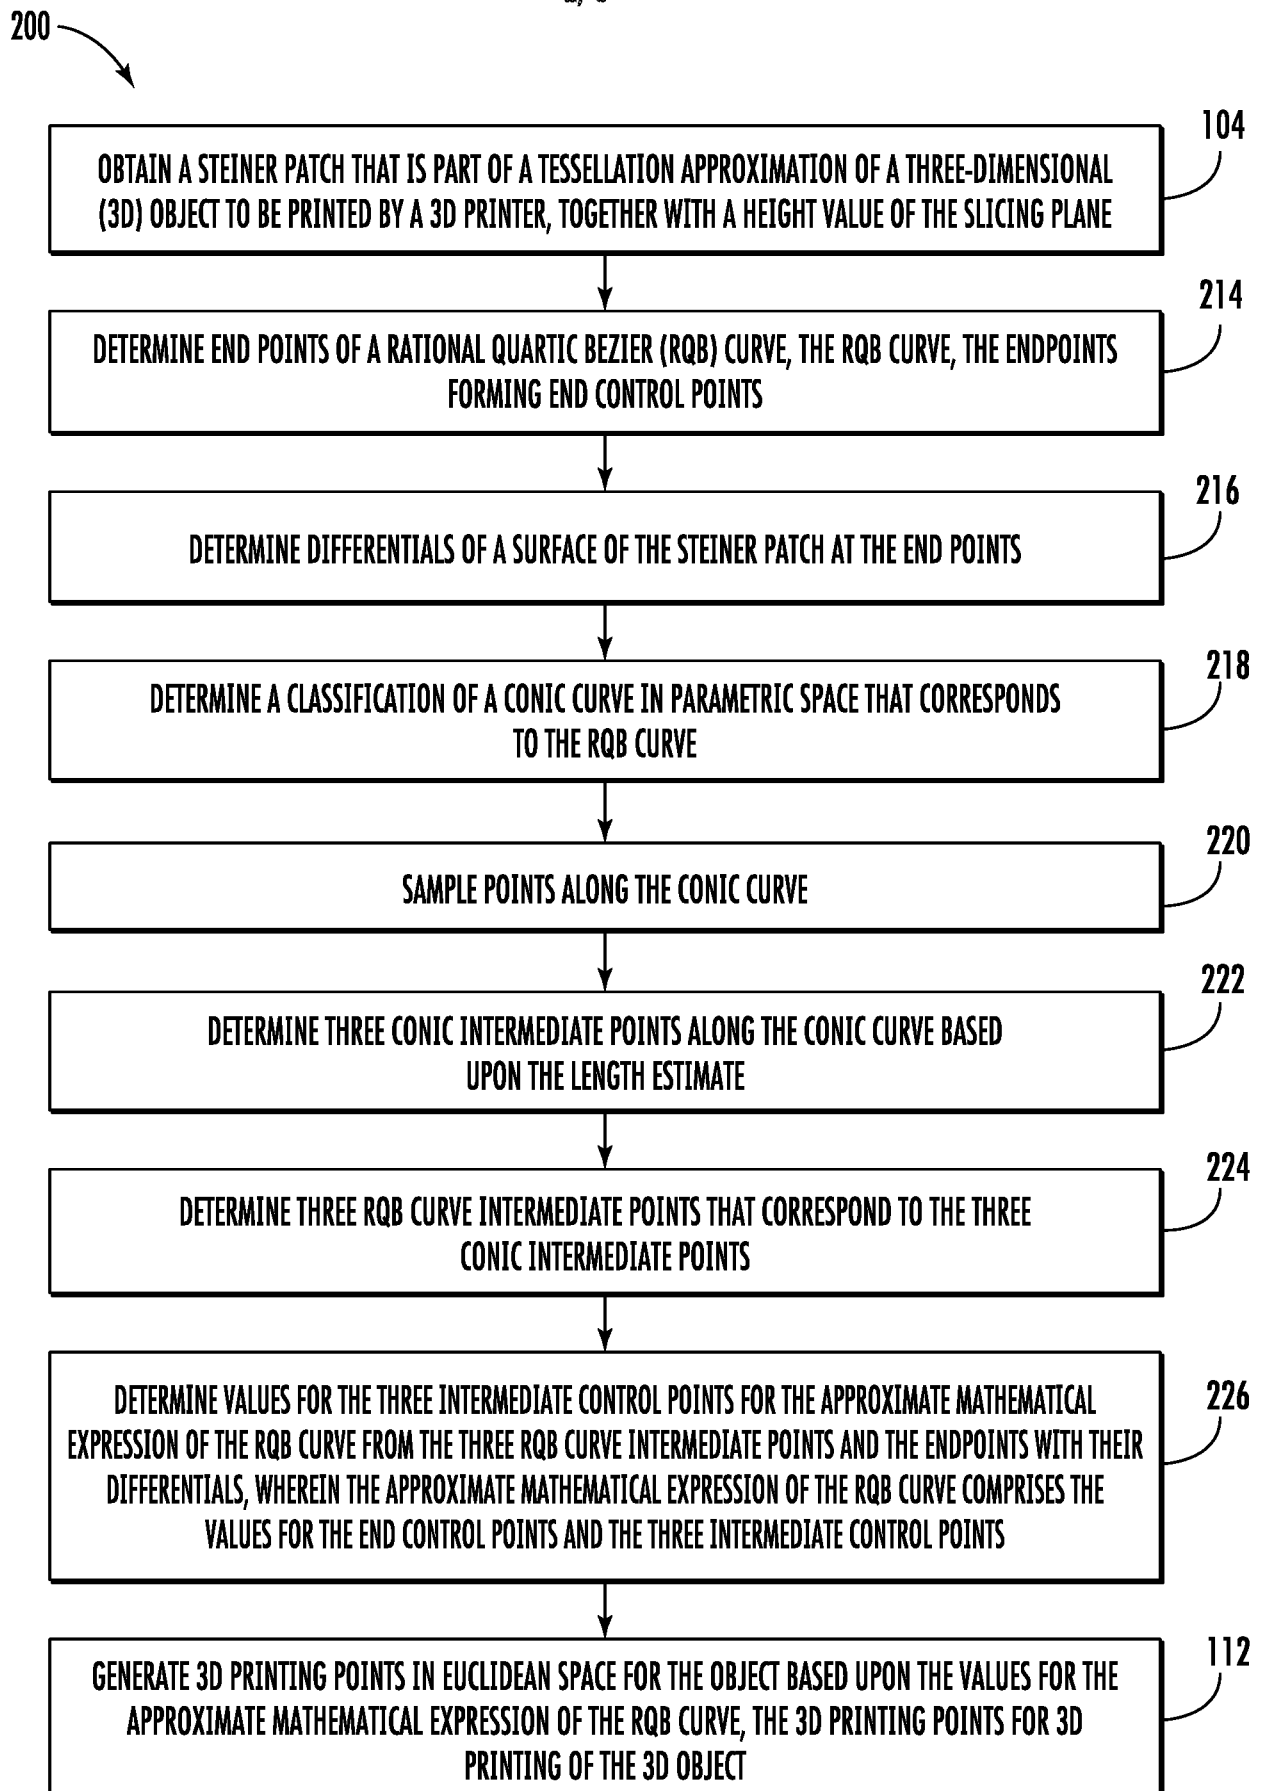 200
104
OBTAIN A STEINER PATCH THAT IS PART OF A TESSELLATION APPROXIMATION OF A THREE-DIMENSIONAL
(3D) OBJECT TO BE PRINTED BY A 3D PRINTER, TOGETHER WITH A HEIGHT VALUE OF THE SLICING PLANE
214
DETERMINE END POINTS OF A RATIONAL QUARTIC BEZIER (RQB) CURVE, THE RQB CURVE, THE ENDPOINTS
FORMING END CONTROL POINTS
216
DETERMINE DIFFERENTIALS OF A SURFACE OF THE STEINER PATCH AT THE END POINTS
218
DETERMINE A CLASSIFICATION OF A CONIC CURVE IN PARAMETRIC SPACE THAT CORRESPONDS
TO THE RQB CURVE
220
SAMPLE POINTS ALONG THE CONIC CURVE
222
DETERMINE THREE CONIC INTERMEDIATE POINTS ALONG THE CONIC CURVE BASED
UPON THE LENGTH ESTIMATE
224
DETERMINE THREE RQB CURVE INTERMEDIATE POINTS THAT CORRESPOND TO THE THREE
CONIC INTERMEDIATE POINTS
226
DETERMINE VALUES FOR THE THREE INTERMEDIATE CONTROL POINTS FOR THE APPROXIMATE MATHEMATICAL
EXPRESSION OF THE RQB CURVE FROM THE THREE RQB CURVE INTERMEDIATE POINTS AND THE ENDPOINTS WITH THEIR
DIFFERENTIALS, WHEREIN THE APPROXIMATE MATHEMATICAL EXPRESSION OF THE RQB CURVE COMPRISES THE
VALUES FOR THE END CONTROL POINTS AND THE THREE INTERMEDIATE CONTROL POINTS
112
GENERATE 3D PRINTING POINTS IN EUCLIDEAN SPACE FOR THE OBJECT BASED UPON THE VALUES FOR THE
APPROXIMATE MATHEMATICAL EXPRESSION OF THE RQB CURVE, THE 3D PRINTING POINTS FOR 3D
PRINTING OF THE 3D OBJECT